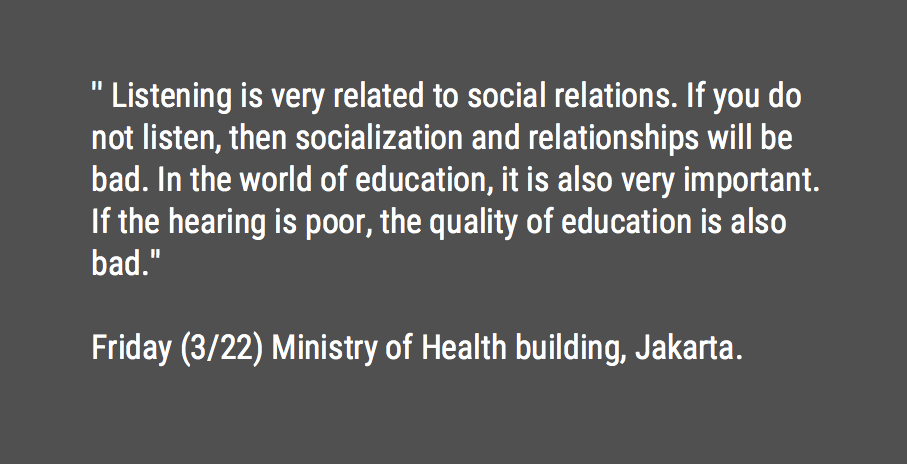 " Listening is very related to social relations. If you do
not listen, then socialization and relationships will be
bad. In the world of education, it is also very important.
If the hearing is poor, the quality of education is also
bad."
Friday (3/22) Ministry of Health building, Jakarta.